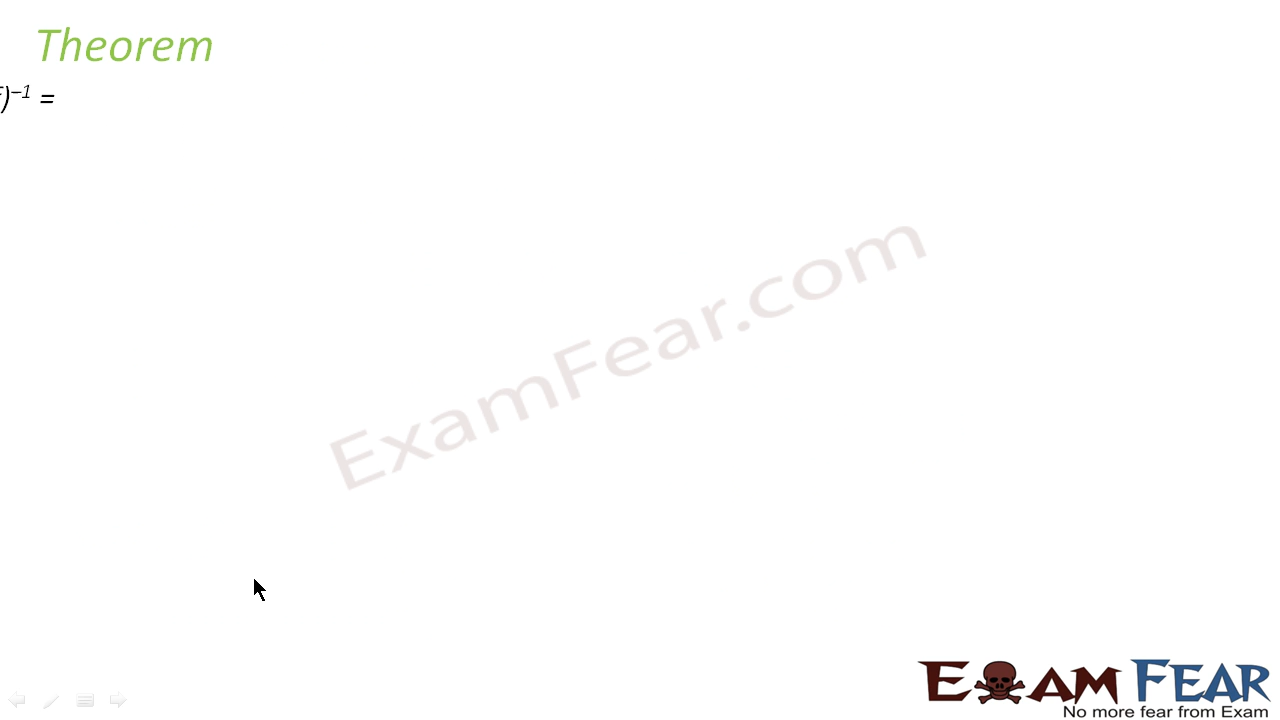 Theorem
)⁻¹ =
ExamFear.com
EXAM FEAR
No more fear from Exam